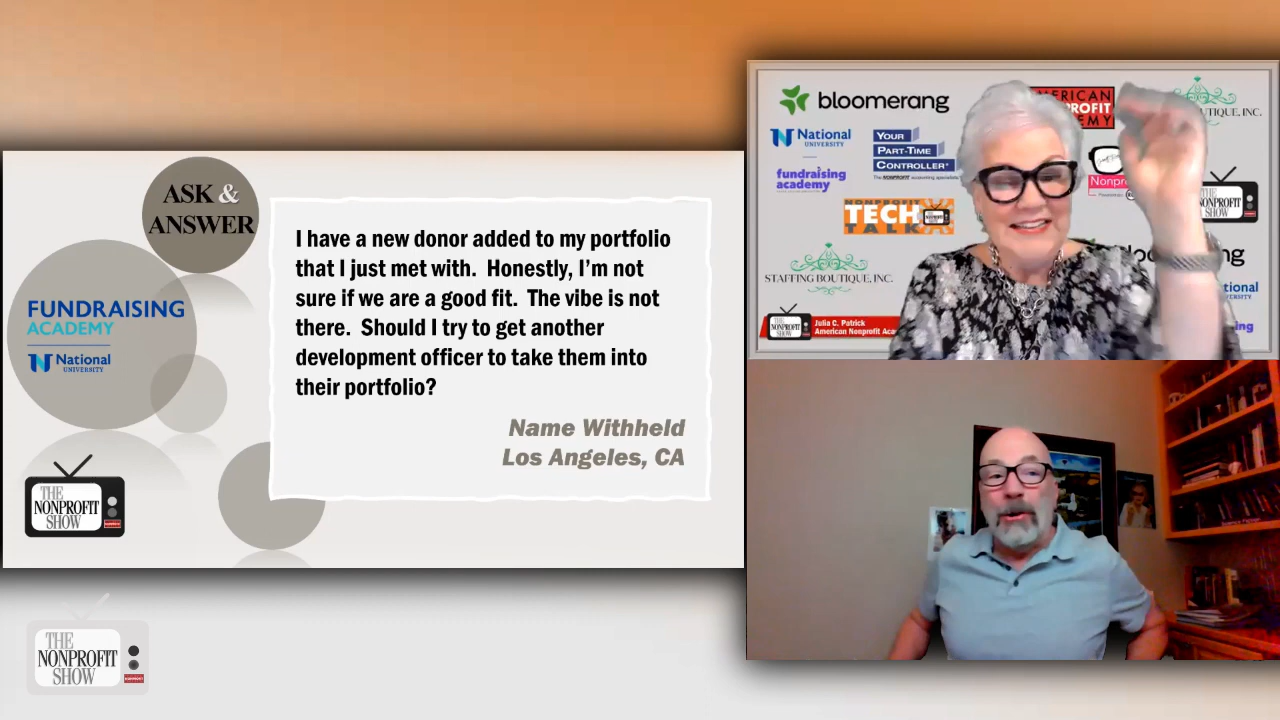 ASK &
ANSWER
FUNDRAISING
ACADEMY
National
UNIVERSITY
THE
NONPROFIT
SHOW
I have a new donor added to my portfolio
that I just met with.  Honestly, I'm not
sure if we are a good fit.  The vibe is not
there.  Should I try to get another
development officer to take them into
their portfolio?
Name Withheld
Los Angeles, CA
THE
NONPROFIT
SHOW
bloomerang
National
UNIVERSITY
fundraising
academy
YOUR
PART-TIME
CONTROLLER
NONPROFIT
TECH
TALK
STAFFING BOUTIQUE, INC.
Julia C. Patrick
American Nonprofit
THE
NONPROFIT
SHOW